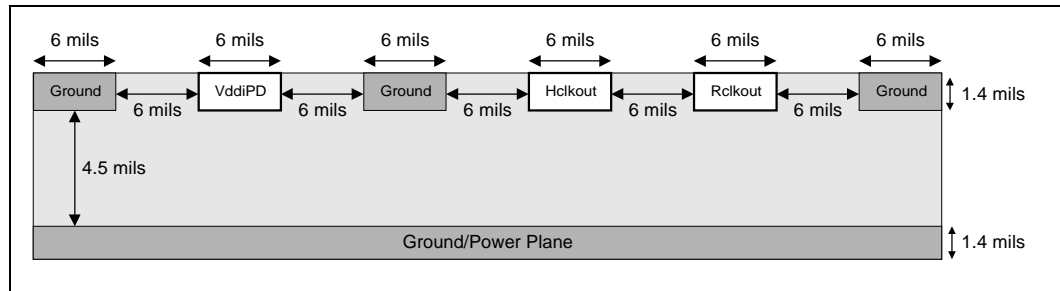 6 mils 6 mils 6 mils 6 mils 6 mils 6 mils
Ground VddiPD Ground Hclkout Rclkout Ground
1.4 mils
6 mils 6 mils 6 mils 6 mils 6 mils
4.5 mils
Ground/Power Plane
1.4 mils